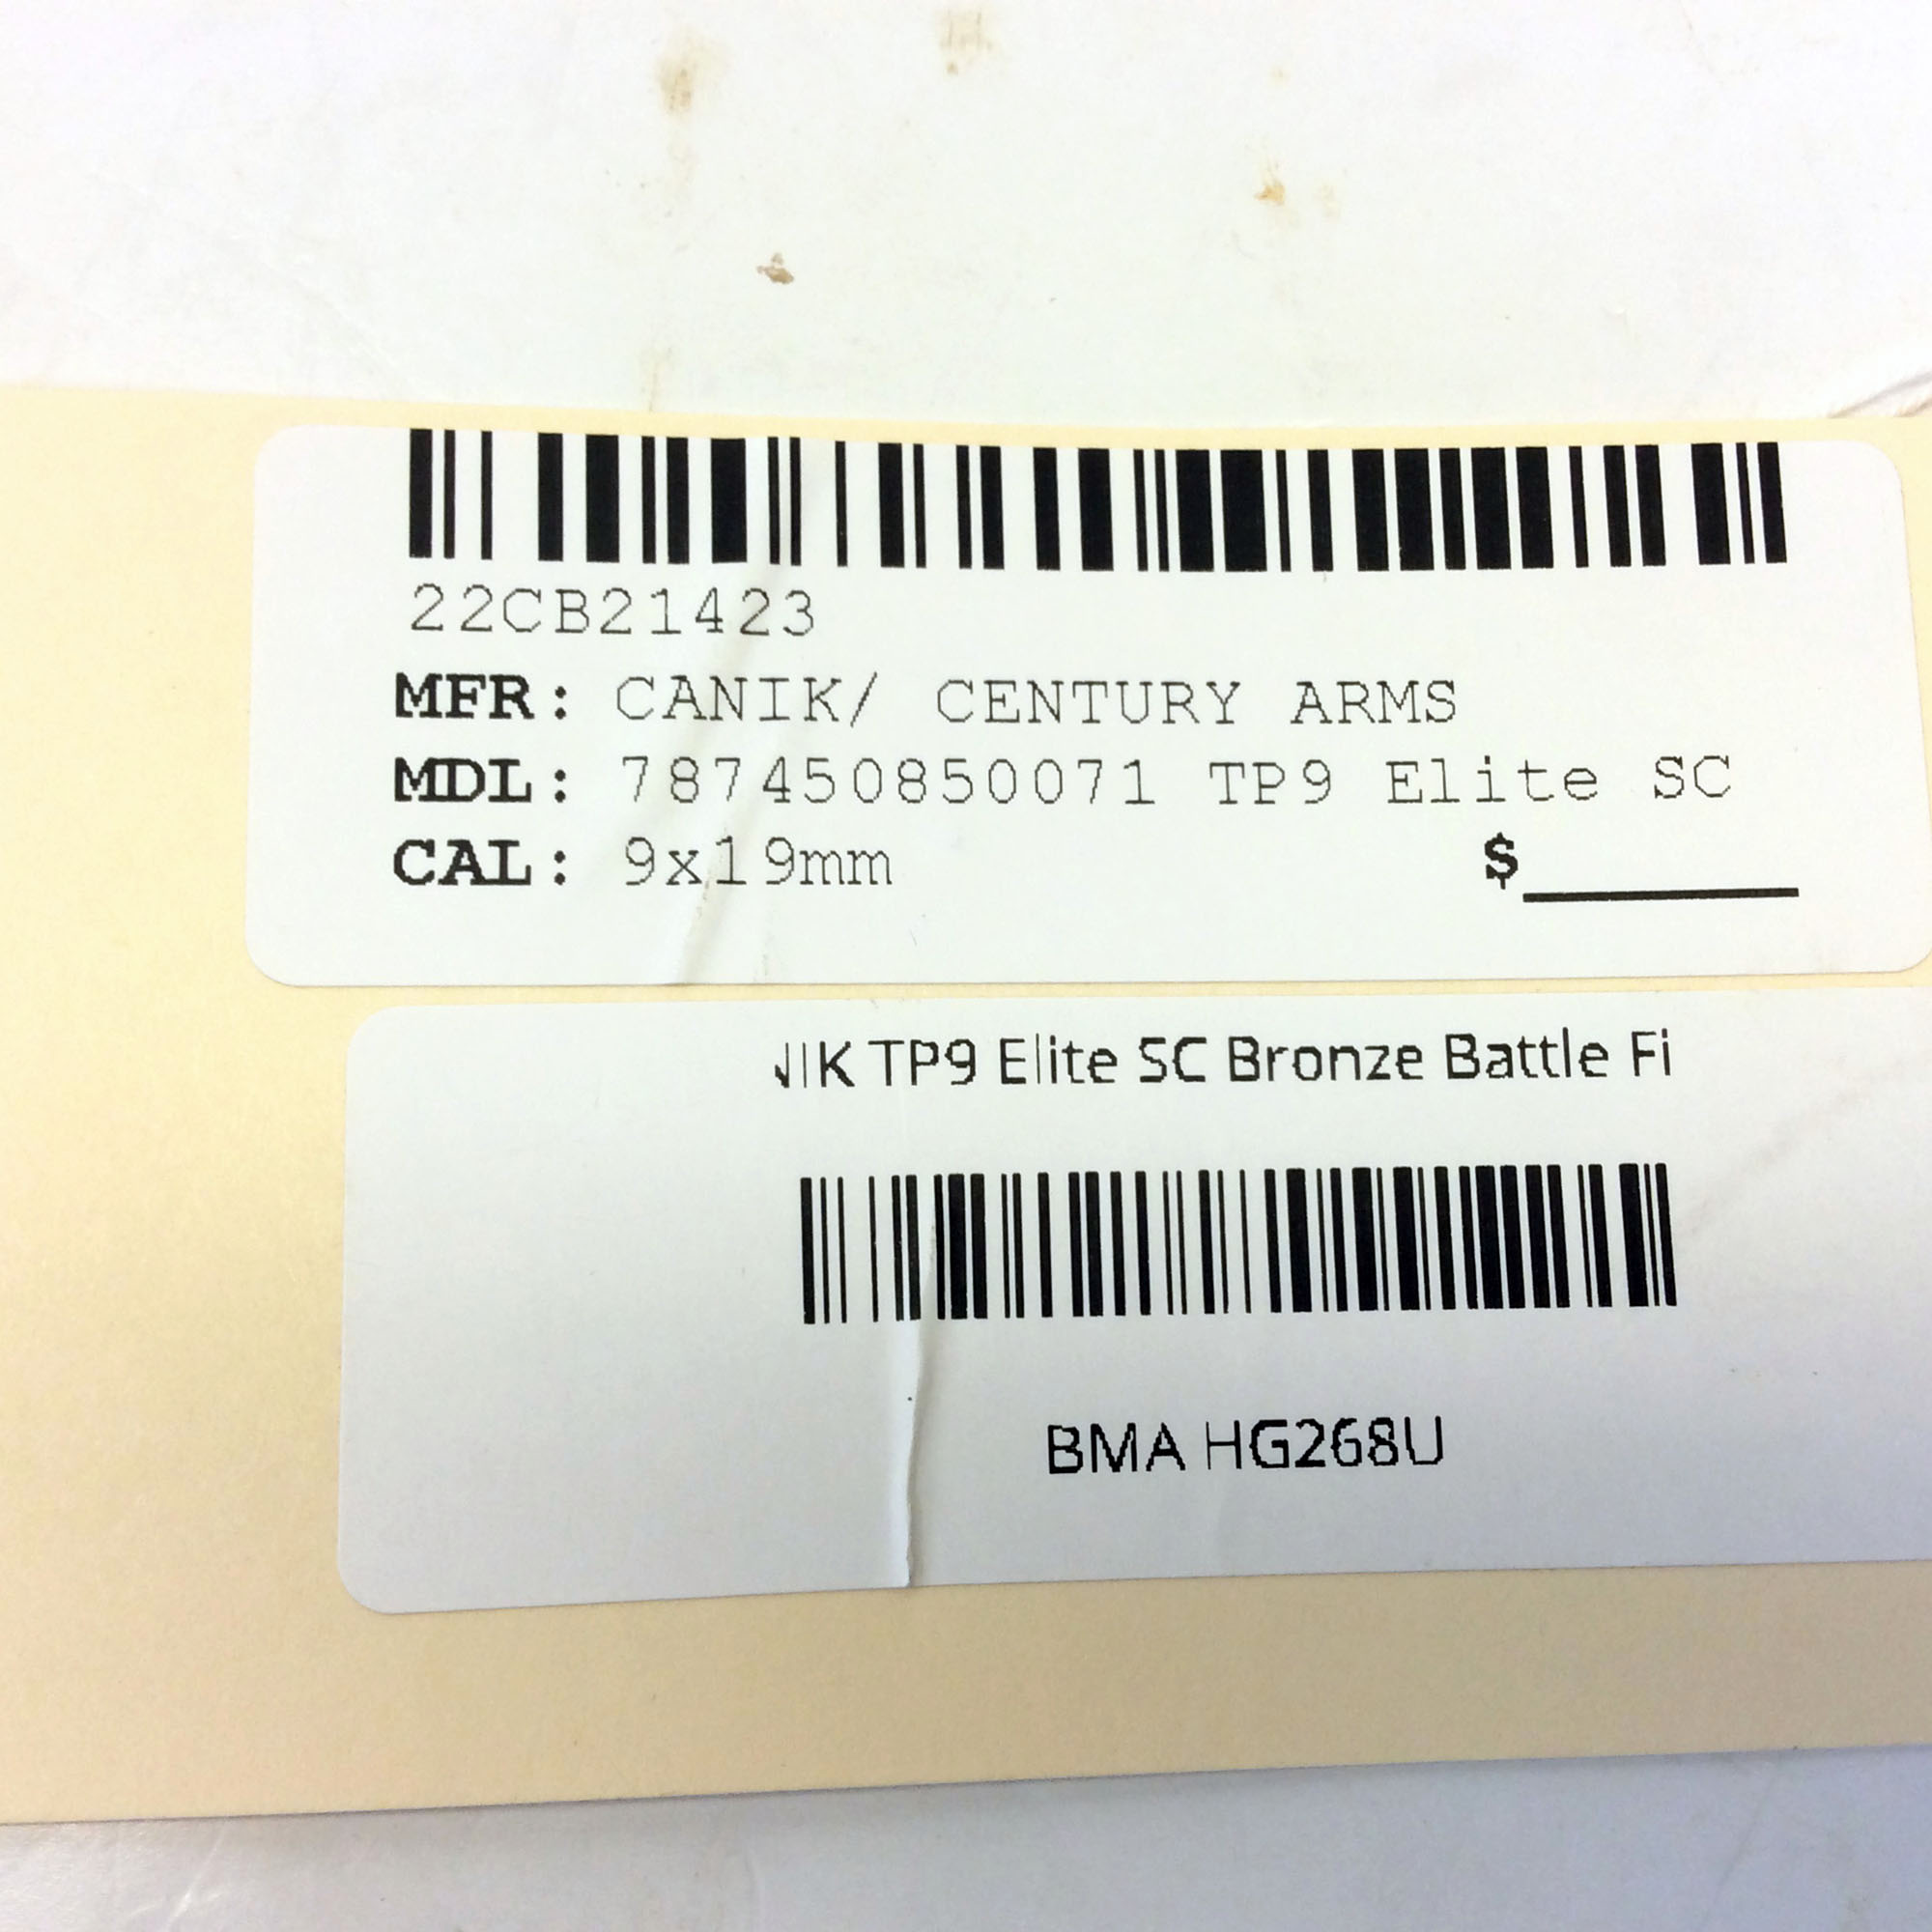 22CB21423
MFR: CANIK/ CENTURY ARMS
MDL: 787450850071 TP9 Elite SC
CAL: 9x19mm $
TP9 Elite SC Bronze Battle Fi
BMA HG268U